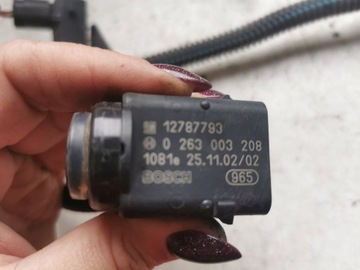 12787793
0 263 003 208
1081e 25.11.02/02
BOSCH 965